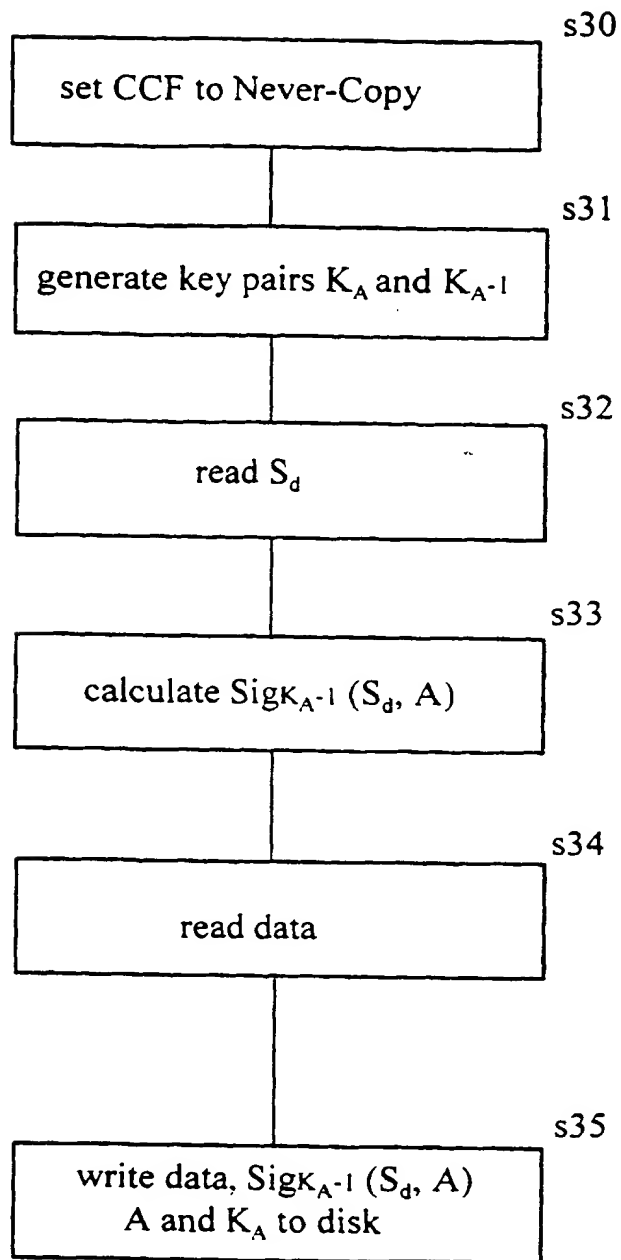 s30
set CCF to Never-Copy
s31
generate key pairs K_A and K_A-1
s32
read S_d
s33
calculate SigK_A-1 (S_d, A)
s34
read data
s35
write data, SigK_A-1 (S_d, A)
A and K_A to disk